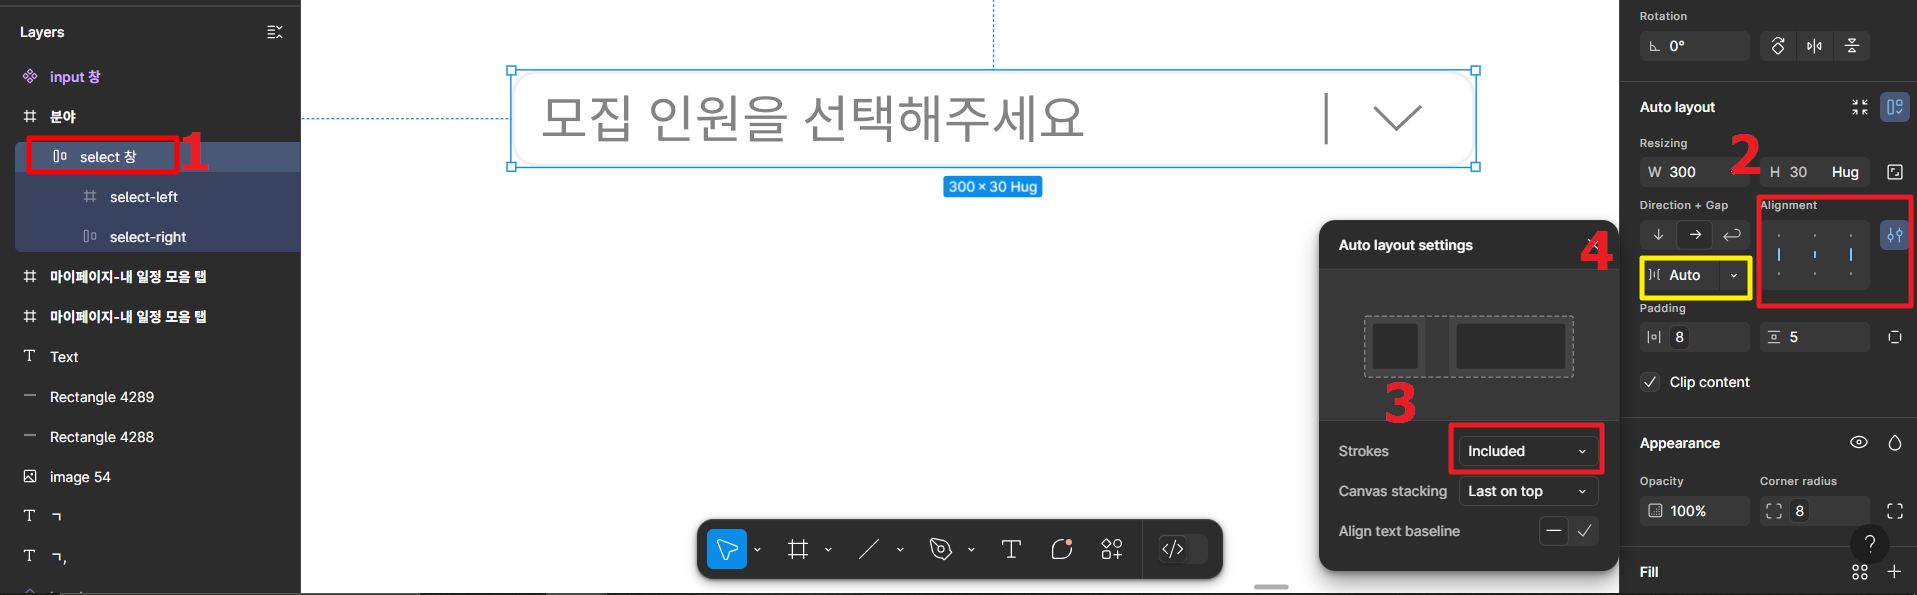 Layers
input 창
분야
select 창
1
select-left
select-right
마이페이지-내 일정 모음 탭
마이페이지-내 일정 모음 탭
Text
Rectangle 4289
Rectangle 4288
image 54
ㄱ
ㄱ,
모집 인원을 선택해주세요
300 × 30 Hug
Auto layout settings
4
3
Strokes
Included
Canvas stacking
Last on top
Align text baseline
Rotation
0°
Auto layout
Resizing
2
W 300
H 30 Hug
Direction + Gap
Alignment
Auto
Padding
8
5
Clip content
Appearance
Opacity
Corner radius
100%
8
?
Fill